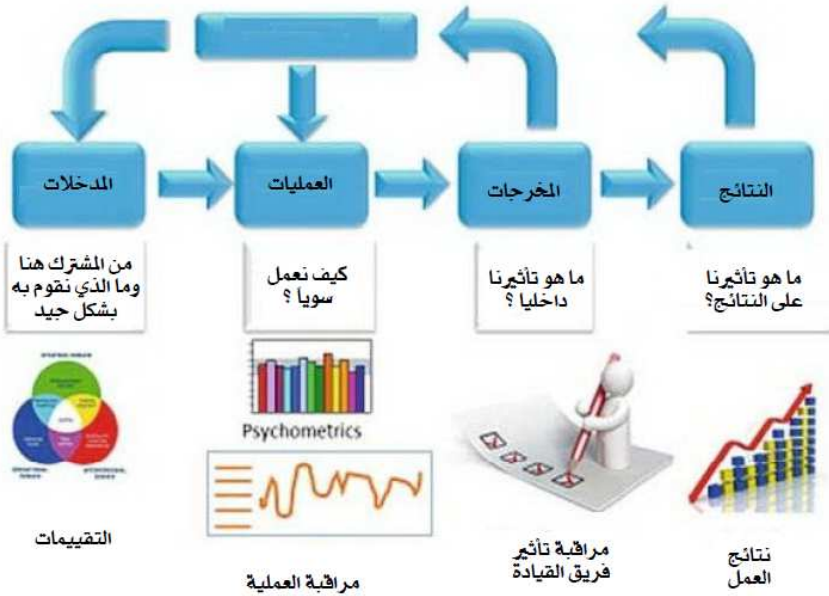 المدخلات
العمليات
المخرجات
النتائج
من المشترك هنا
وما الذي نقوم به
بشكل جيد
كيف نعمل
سوياً ؟
ما هو تأثيرنا
داخليا ؟
ما هو تأثيرنا
على النتائج؟
Psychometrics
التقييمات
مراقبة العملية
مراقبة تأثير
فريق القيادة
نتائج
العمل